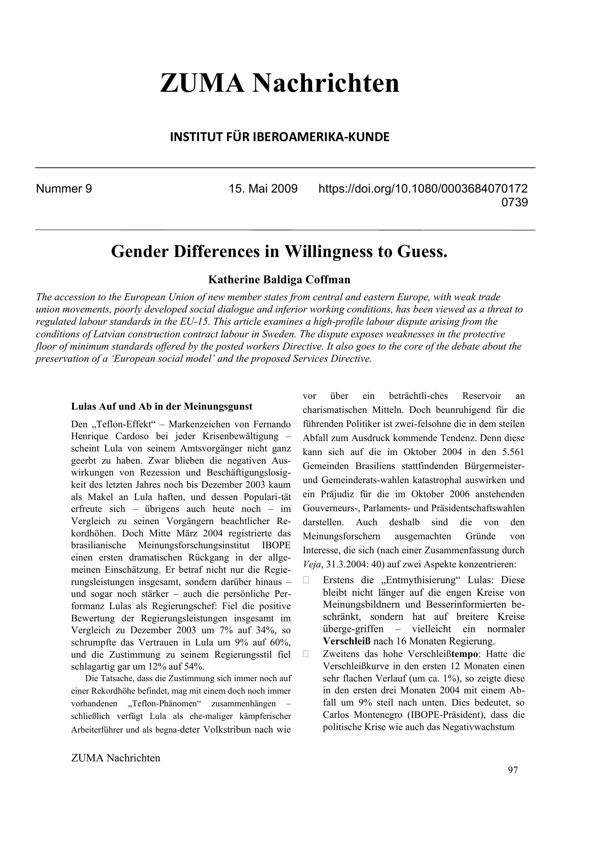 ZUMA Nachrichten
INSTITUT FÜR IBEROAMERIKA-KUNDE
Nummer 9 15. Mai 2009 https://doi.org/10.1080/0003684070172
0739
Gender Differences in Willingness to Guess.
Katherine Baldiga Coffman
The accession to the European Union of new member states from central and eastern Europe, with weak trade
union movements, poorly developed social dialogue and inferior working conditions, has been viewed as a threat to
regulated labour standards in the EU-15. This article examines a high-profile labour dispute arising from the
conditions of Latvian construction contract labour in Sweden. The dispute exposes weaknesses in the protective
floor of minimum standards offered by the posted workers Directive. It also goes to the core of the debate about the
preservation of a ‘European social model’ and the proposed Services Directive.
Lulas Auf und Ab in der Meinungsgunst
Den „Teflon-Effekt“ – Markenzeichen von Fernando
Henrique Cardoso bei jeder Krisenbewältigung –
scheint Lula von seinem Amtsvorgänger nicht ganz
geerbt zu haben. Zwar blieben die negativen Aus-
wirkungen von Rezession und Beschäftigungslosig-
keit des letzten Jahres noch bis Dezember 2003 kaum
als Makel an Lula haften, und dessen Populari-tät
erfreute sich – übrigens auch heute noch – im
Vergleich zu seinen Vorgängern beachtlicher Re-
kordhöhen. Doch Mitte März 2004 registrierte das
brasilianische Meinungsforschungsinstitut IBOPE
einen ersten dramatischen Rückgang in der allge-
meinen Einschätzung. Er betraf nicht nur die Regie-
rungsleistungen insgesamt, sondern darüber hinaus –
und sogar noch stärker – auch die persönliche Per-
formanz Lulas als Regierungschef: Fiel die positive
Bewertung der Regierungsleistungen insgesamt im
Vergleich zu Dezember 2003 um 7% auf 34%, so
schrumpfte das Vertrauen in Lula um 9% auf 60%,
und die Zustimmung zu seinem Regierungsstil fiel
schlagartig gar um 12% auf 54%.
Die Tatsache, dass die Zustimmung sich immer noch auf
einer Rekordhöhe befindet, mag mit einem doch noch immer
vorhandenen „Teflon-Phänomen“ zusammenhängen –
schließlich verfügt Lula als ehe-maliger kämpferischer
Arbeiterführer und als begna-deter Volkstribun nach wie
vor über ein beträchtli-ches Reservoir an
charismatischen Mitteln. Doch beunruhigend für die
führenden Politiker ist zwei-felsohne die in dem steilen
Abfall zum Ausdruck kommende Tendenz. Denn diese
kann sich auf die im Oktober 2004 in den 5.561
Gemeinden Brasiliens stattfindenden Bürgermeister-
und Gemeinderats-wahlen katastrophal auswirken und
ein Präjudiz für die im Oktober 2006 anstehenden
Gouverneurs-, Parlaments- und Präsidentschaftswahlen
darstellen. Auch deshalb sind die von den
Meinungsforschern ausgemachten Gründe von
Interesse, die sich (nach einer Zusammenfassung durch
Veja, 31.3.2004: 40) auf zwei Aspekte konzentrieren:
Erstens die „Entmythisierung“ Lulas: Diese
bleibt nicht länger auf die engen Kreise von
Meinungsbildnern und Besserinformierten be-
schränkt, sondern hat auf breitere Kreise
überge-griffen – vielleicht ein normaler
Verschleiß nach 16 Monaten Regierung.
Zweitens das hohe Verschleißtempo: Hatte die
Verschleißkurve in den ersten 12 Monaten einen
sehr flachen Verlauf (um ca. 1%), so zeigte diese
in den ersten drei Monaten 2004 mit einem Ab-
fall um 9% steil nach unten. Dies bedeutet, so
Carlos Montenegro (IBOPE-Präsident), dass die
politische Krise wie auch das Negativwachstum
ZUMA Nachrichten
97